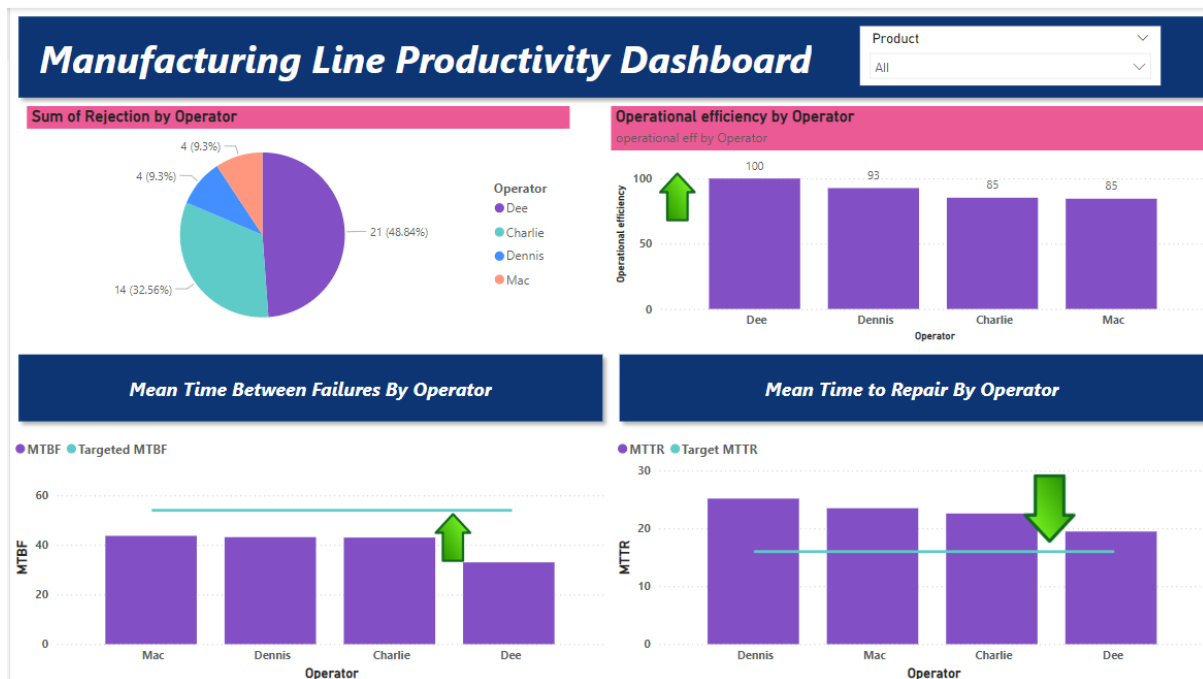 Manufacturing Line Productivity Dashboard
Product
All
Sum of Rejection by Operator
4 (9.3%)
4 (9.3%)
14 (32.56%)
21 (48.84%)
Operator
Dee
Charlie
Dennis
Mac
Operational efficiency by Operator
operational eff by Operator
Operational efficiency
100
50
0
100
93
85
85
Dee
Dennis
Charlie
Mac
Operator
Mean Time Between Failures By Operator
MTBF
Targeted MTBF
MTBF
60
40
20
0
Mac
Dennis
Charlie
Dee
Operator
Mean Time to Repair By Operator
MTTR
Target MTTR
MTTR
30
20
10
0
Dennis
Mac
Charlie
Dee
Operator